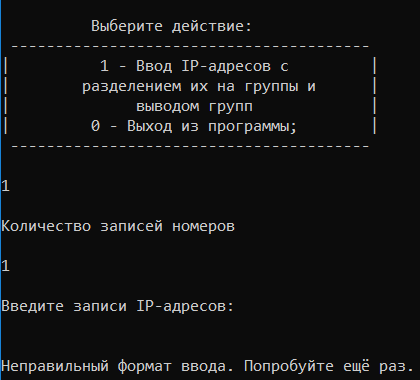 Выберите действие:
----------------------------------------
| 1 - Ввод IP-адресов с |
| разделением их на группы и |
| выводом групп |
| 0 - Выход из программы; |
----------------------------------------
1
Количество записей номеров
1
Введите записи IP-адресов:
Неправильный формат ввода. Попробуйте ещё раз.